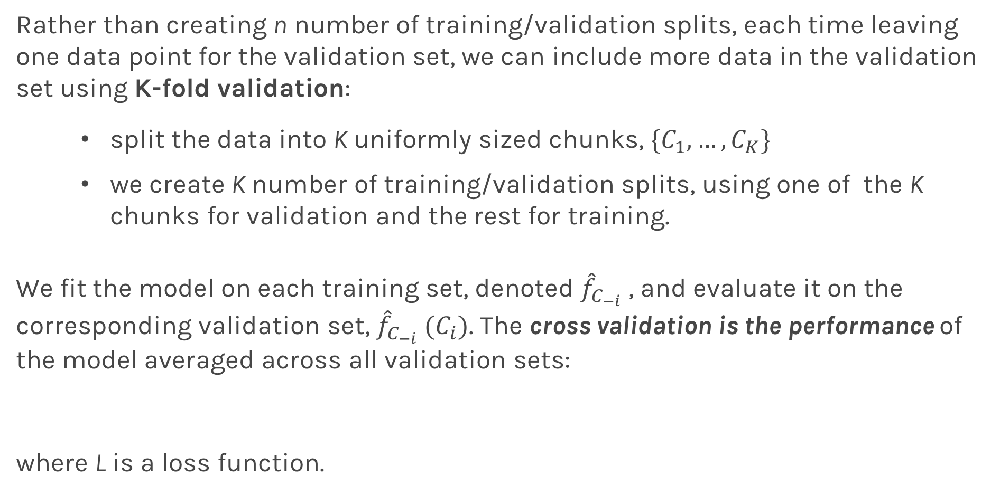 Rather than creating n number of training/validation splits, each time leaving
one data point for the validation set, we can include more data in the validation
set using K-fold validation:
• split the data into K uniformly sized chunks, {C₁, … , C_K}
• we create K number of training/validation splits, using one of the K
chunks for validation and the rest for training.
We fit the model on each training set, denoted f̂_{C_{−i}} , and evaluate it on the
corresponding validation set, f̂_{C_{−i}} (C_i). The cross validation is the performance of
the model averaged across all validation sets:
where L is a loss function.